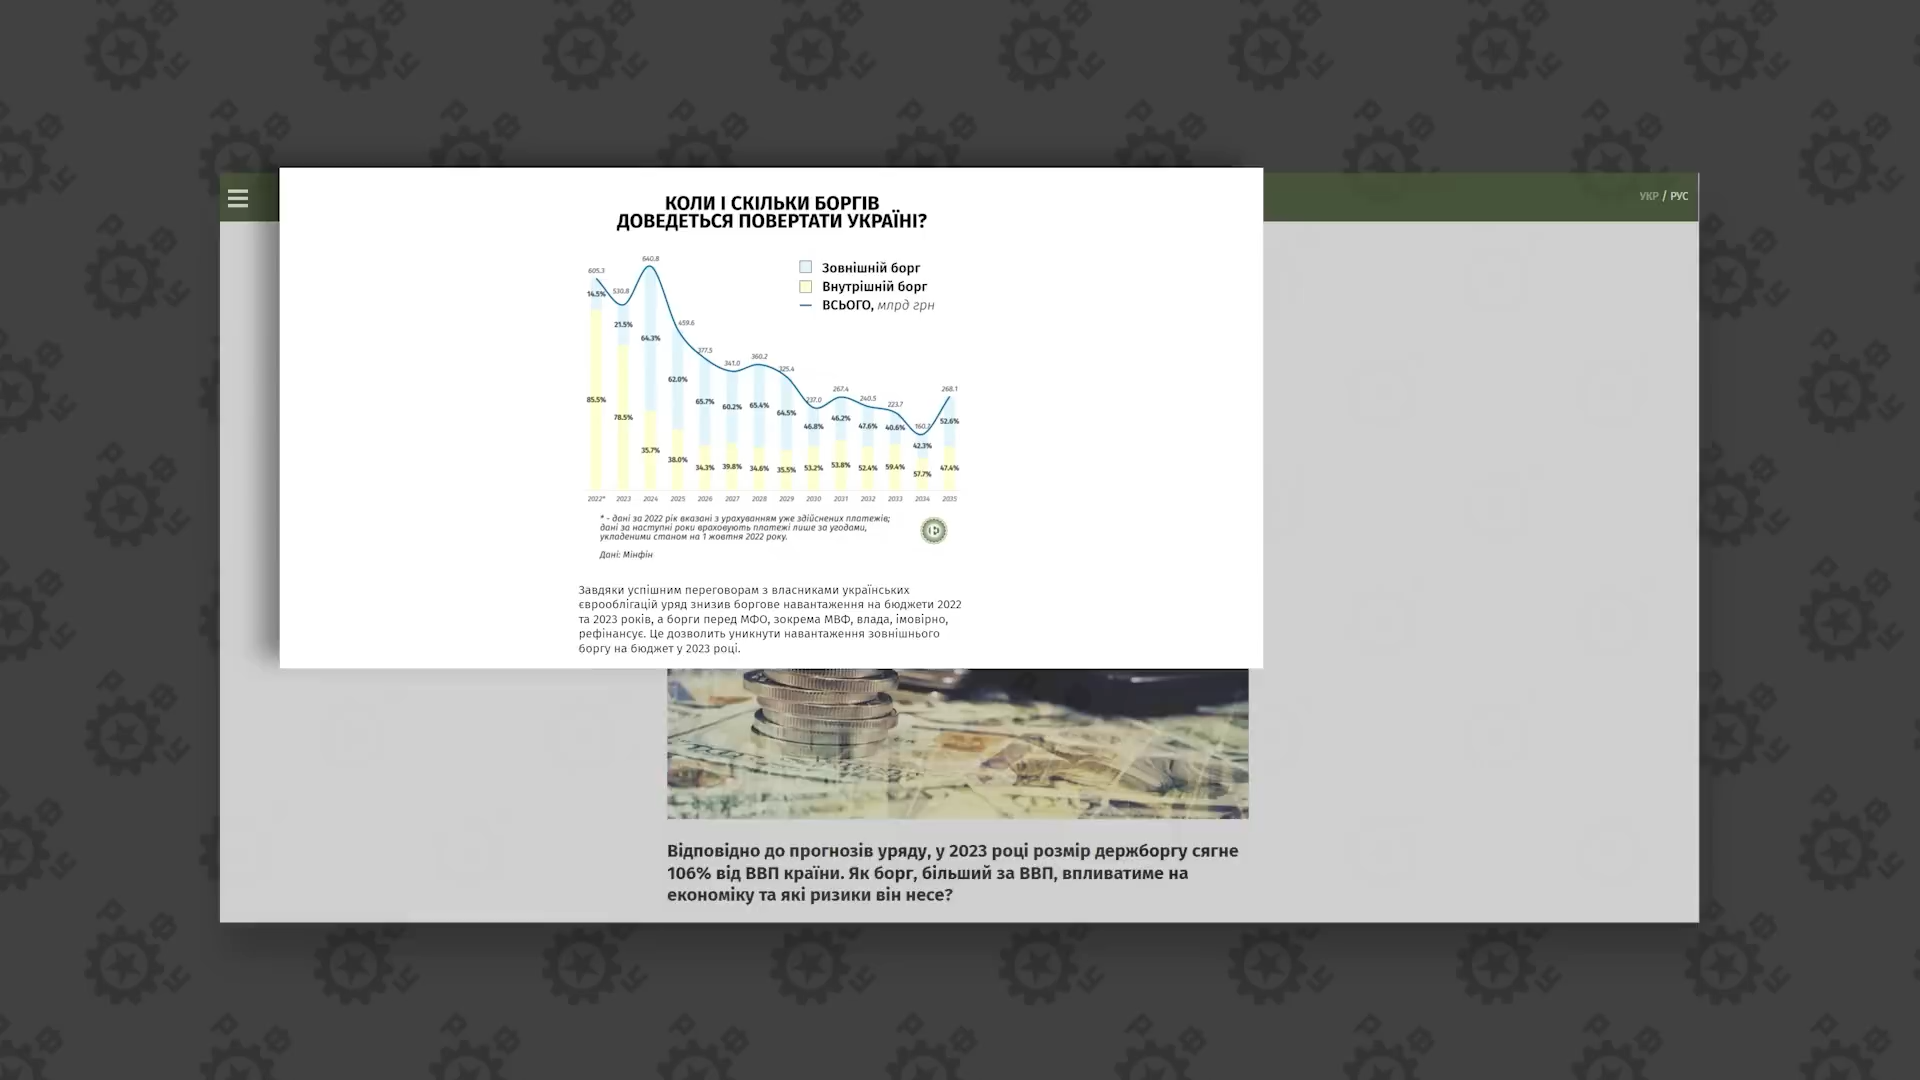 УКР / РУС
КОЛИ І СКІЛЬКИ БОРГІВ
ДОВЕДЕТЬСЯ ПОВЕРТАТИ УКРАЇНІ?
Зовнішній борг
Внутрішній борг
ВСЬОГО, млрд грн
605.3 530.8 640.8 459.6 377.5 341.0 360.2 325.4 237.0 267.4 240.5 223.7 160.2 268.1
14.5% 21.5% 64.3% 62.0% 65.7% 60.2% 65.4% 64.5% 46.8% 46.2% 47.6% 40.6% 42.3% 52.6%
85.5% 78.5% 35.7% 38.0% 34.3% 39.8% 34.6% 35.5% 53.2% 53.8% 52.4% 59.4% 57.7% 47.4%
2022* 2023 2024 2025 2026 2027 2028 2029 2030 2031 2032 2033 2034 2035
* - дані за 2022 рік вказані з урахуванням уже здійснених платежів;
дані за наступні роки враховують платежі лише за угодами,
укладеними станом на 1 жовтня 2022 року.
Дані: Мінфін
Завдяки успішним переговорам з власниками українських
єврооблігацій уряд знизив боргове навантаження на бюджети 2022
та 2023 років, а борги перед МФО, зокрема МВФ, влада, імовірно,
рефінансує. Це дозволить уникнути навантаження зовнішнього
боргу на бюджет у 2023 році.
Відповідно до прогнозів уряду, у 2023 році розмір держборгу сягне
106% від ВВП країни. Як борг, більший за ВВП, впливатиме на
економіку та які ризики він несе?